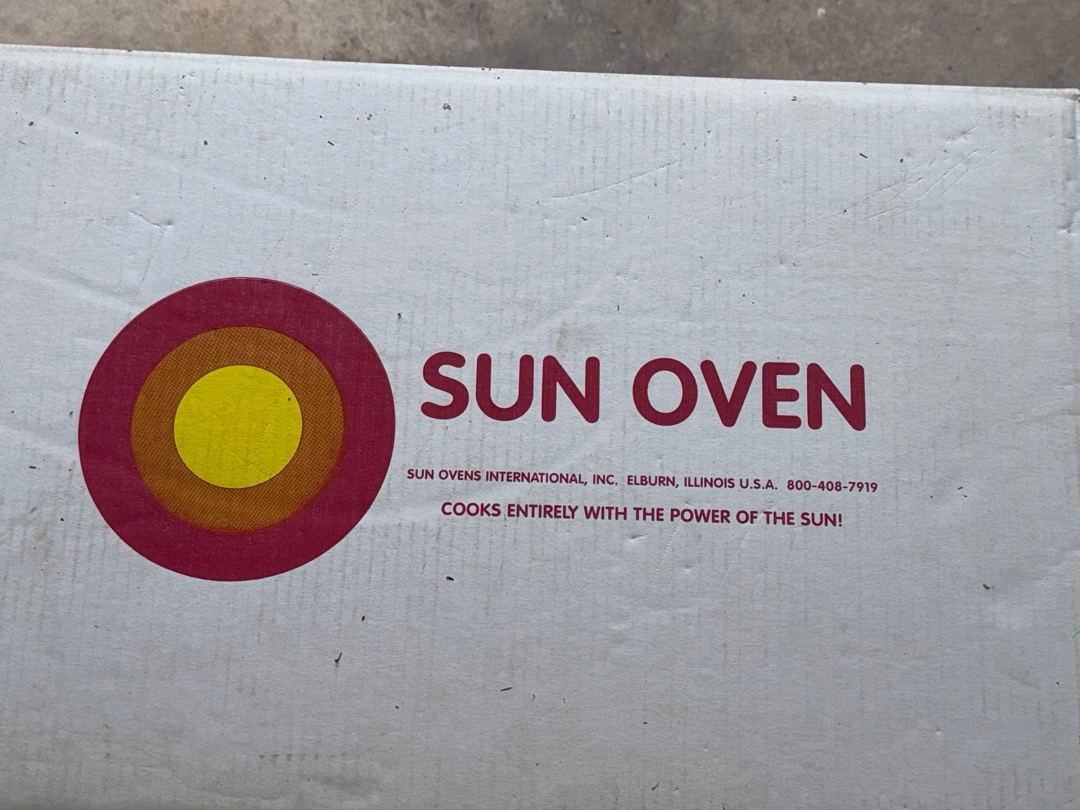 SUN OVEN
SUN OVENS INTERNATIONAL, INC, ELBURN, ILLINOIS U.S.A. 800-408-7919
COOKS ENTIRELY WITH THE POWER OF THE SUN!